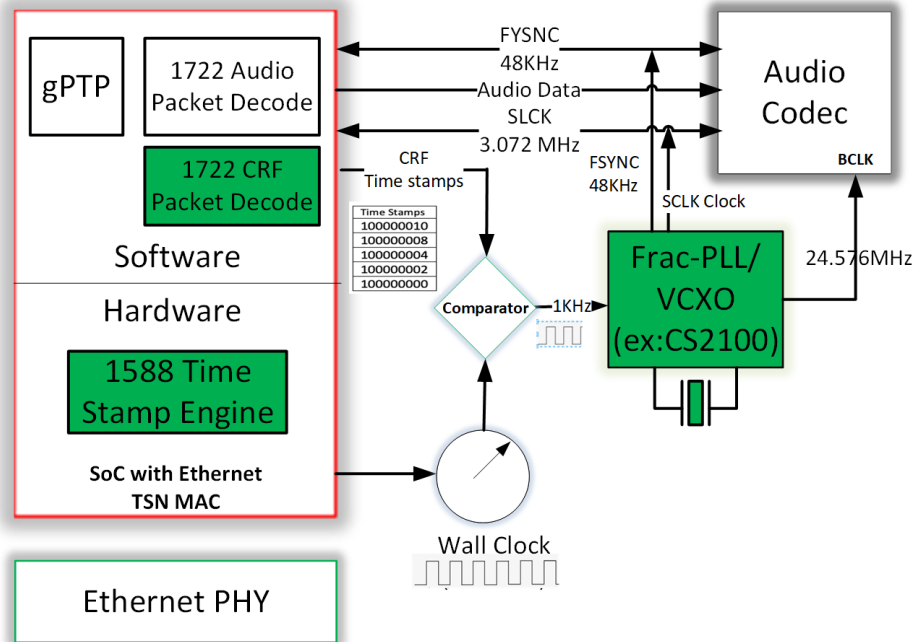 gPTP
1722 Audio
Packet Decode
1722 CRF
Packet Decode
Software
Hardware
1588 Time
Stamp Engine
SoC with Ethernet
TSN MAC
Ethernet PHY
FYSNC
48KHz
Audio Data
SLCK
3.072 MHz
CRF
Time stamps
Time Stamps
100000010
100000008
100000004
100000002
100000000
Comparator
1KHz
Wall Clock
FSYNC
48KHz
SCLK Clock
Frac-PLL/
VCXO
(ex:CS2100)
Audio
Codec
BCLK
24.576MHz